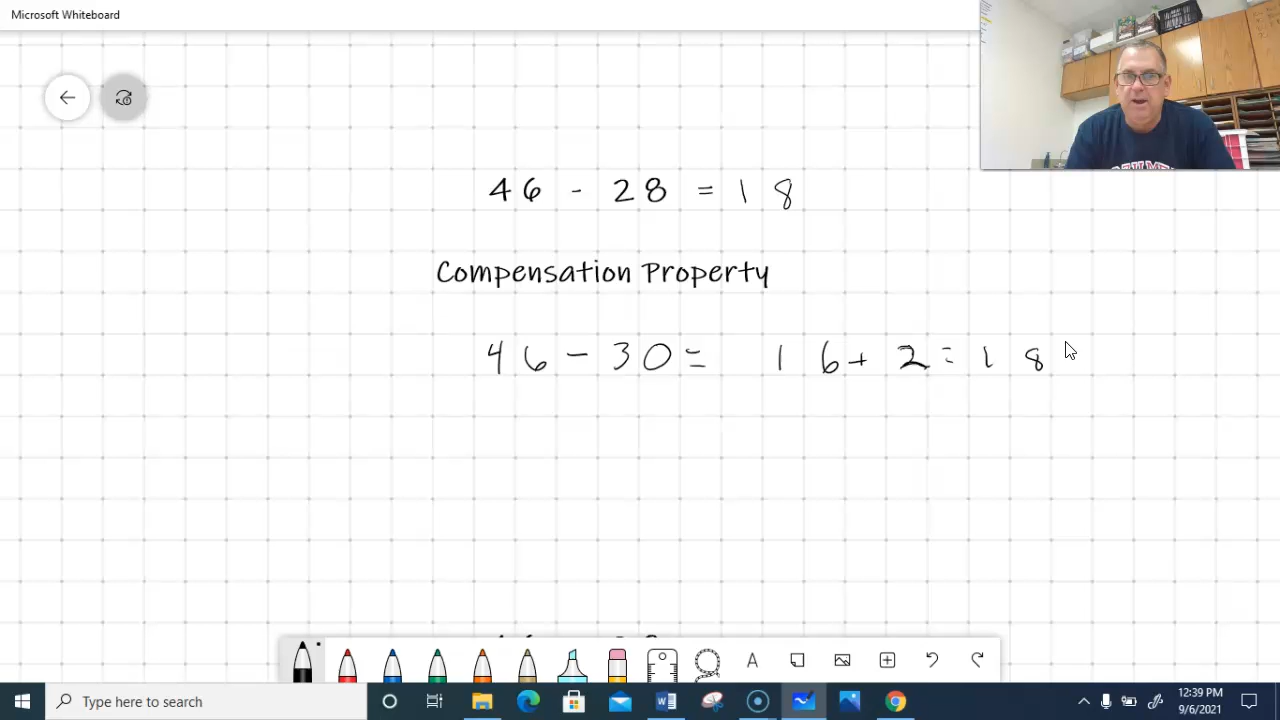 Microsoft Whiteboard
46 - 28 = 18
Compensation Property
46 - 30 = 16 + 2 = 18
A
Type here to search
12:39 PM
9/6/2021